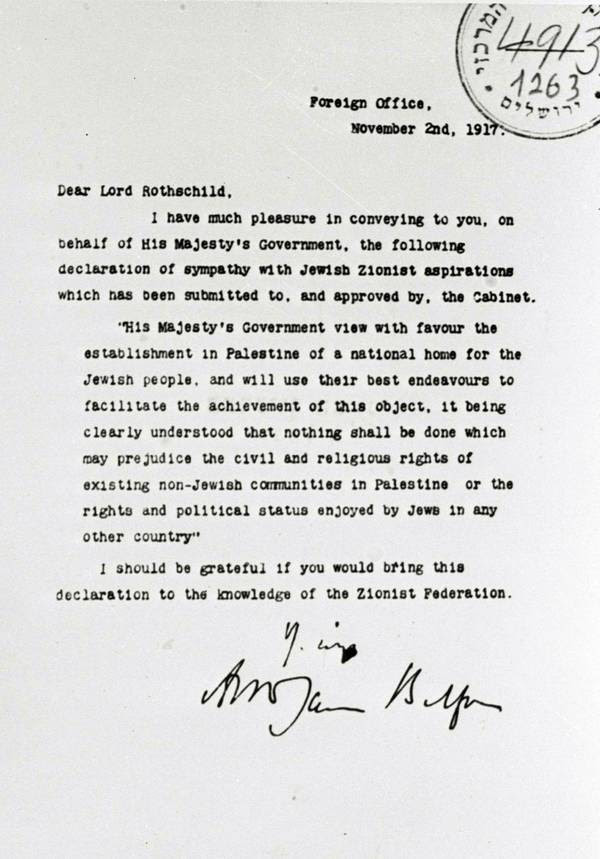 המרכזי
4913
1263
ירושלים
Foreign Office,
November 2nd, 1917.
Dear Lord Rothschild,
I have much pleasure in conveying to you, on
behalf of His Majesty's Government, the following
declaration of sympathy with Jewish Zionist aspirations
which has been submitted to, and approved by, the Cabinet.
"His Majesty's Government view with favour the
establishment in Palestine of a national home for the
Jewish people, and will use their best endeavours to
facilitate the achievement of this object, it being
clearly understood that nothing shall be done which
may prejudice the civil and religious rights of
existing non-Jewish communities in Palestine or the
rights and political status enjoyed by Jews in any
other country"
I should be grateful if you would bring this
declaration to the knowledge of the Zionist Federation.
Arthur James Balfour